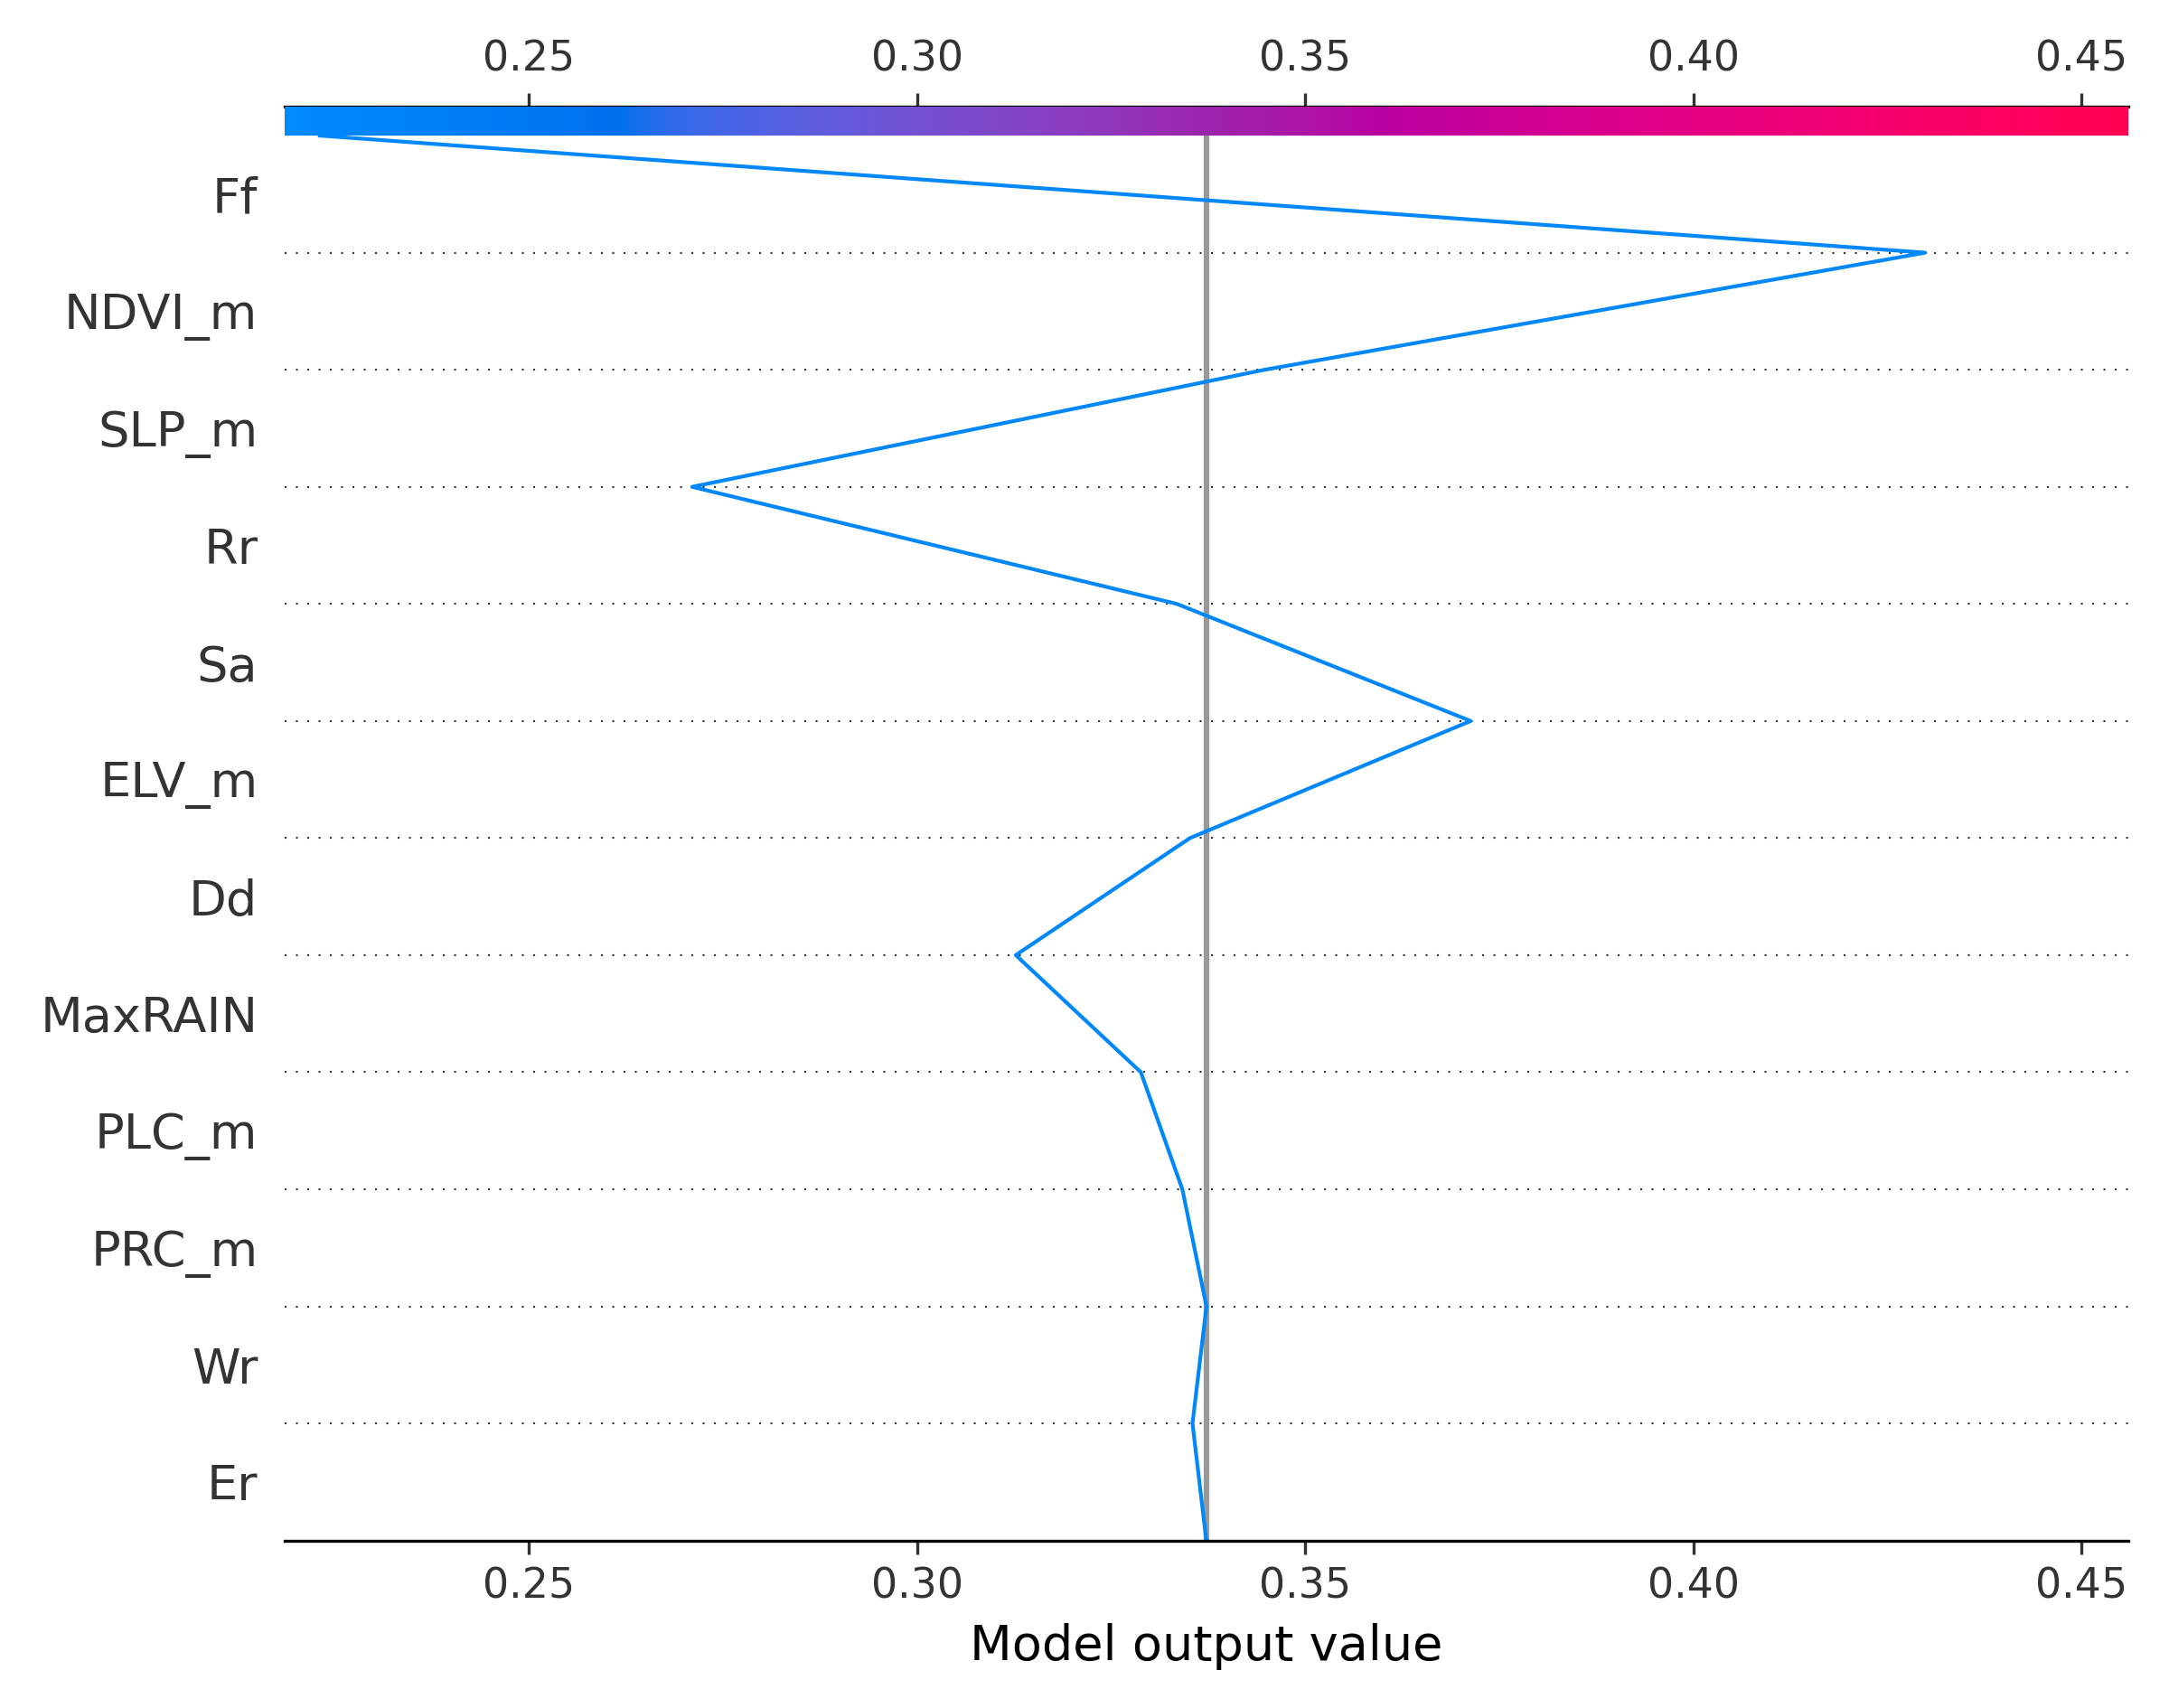 0.25 0.30 0.35 0.40 0.45
Ff
NDVI_m
SLP_m
Rr
Sa
ELV_m
Dd
MaxRAIN
PLC_m
PRC_m
Wr
Er
0.25 0.30 0.35 0.40 0.45
Model output value